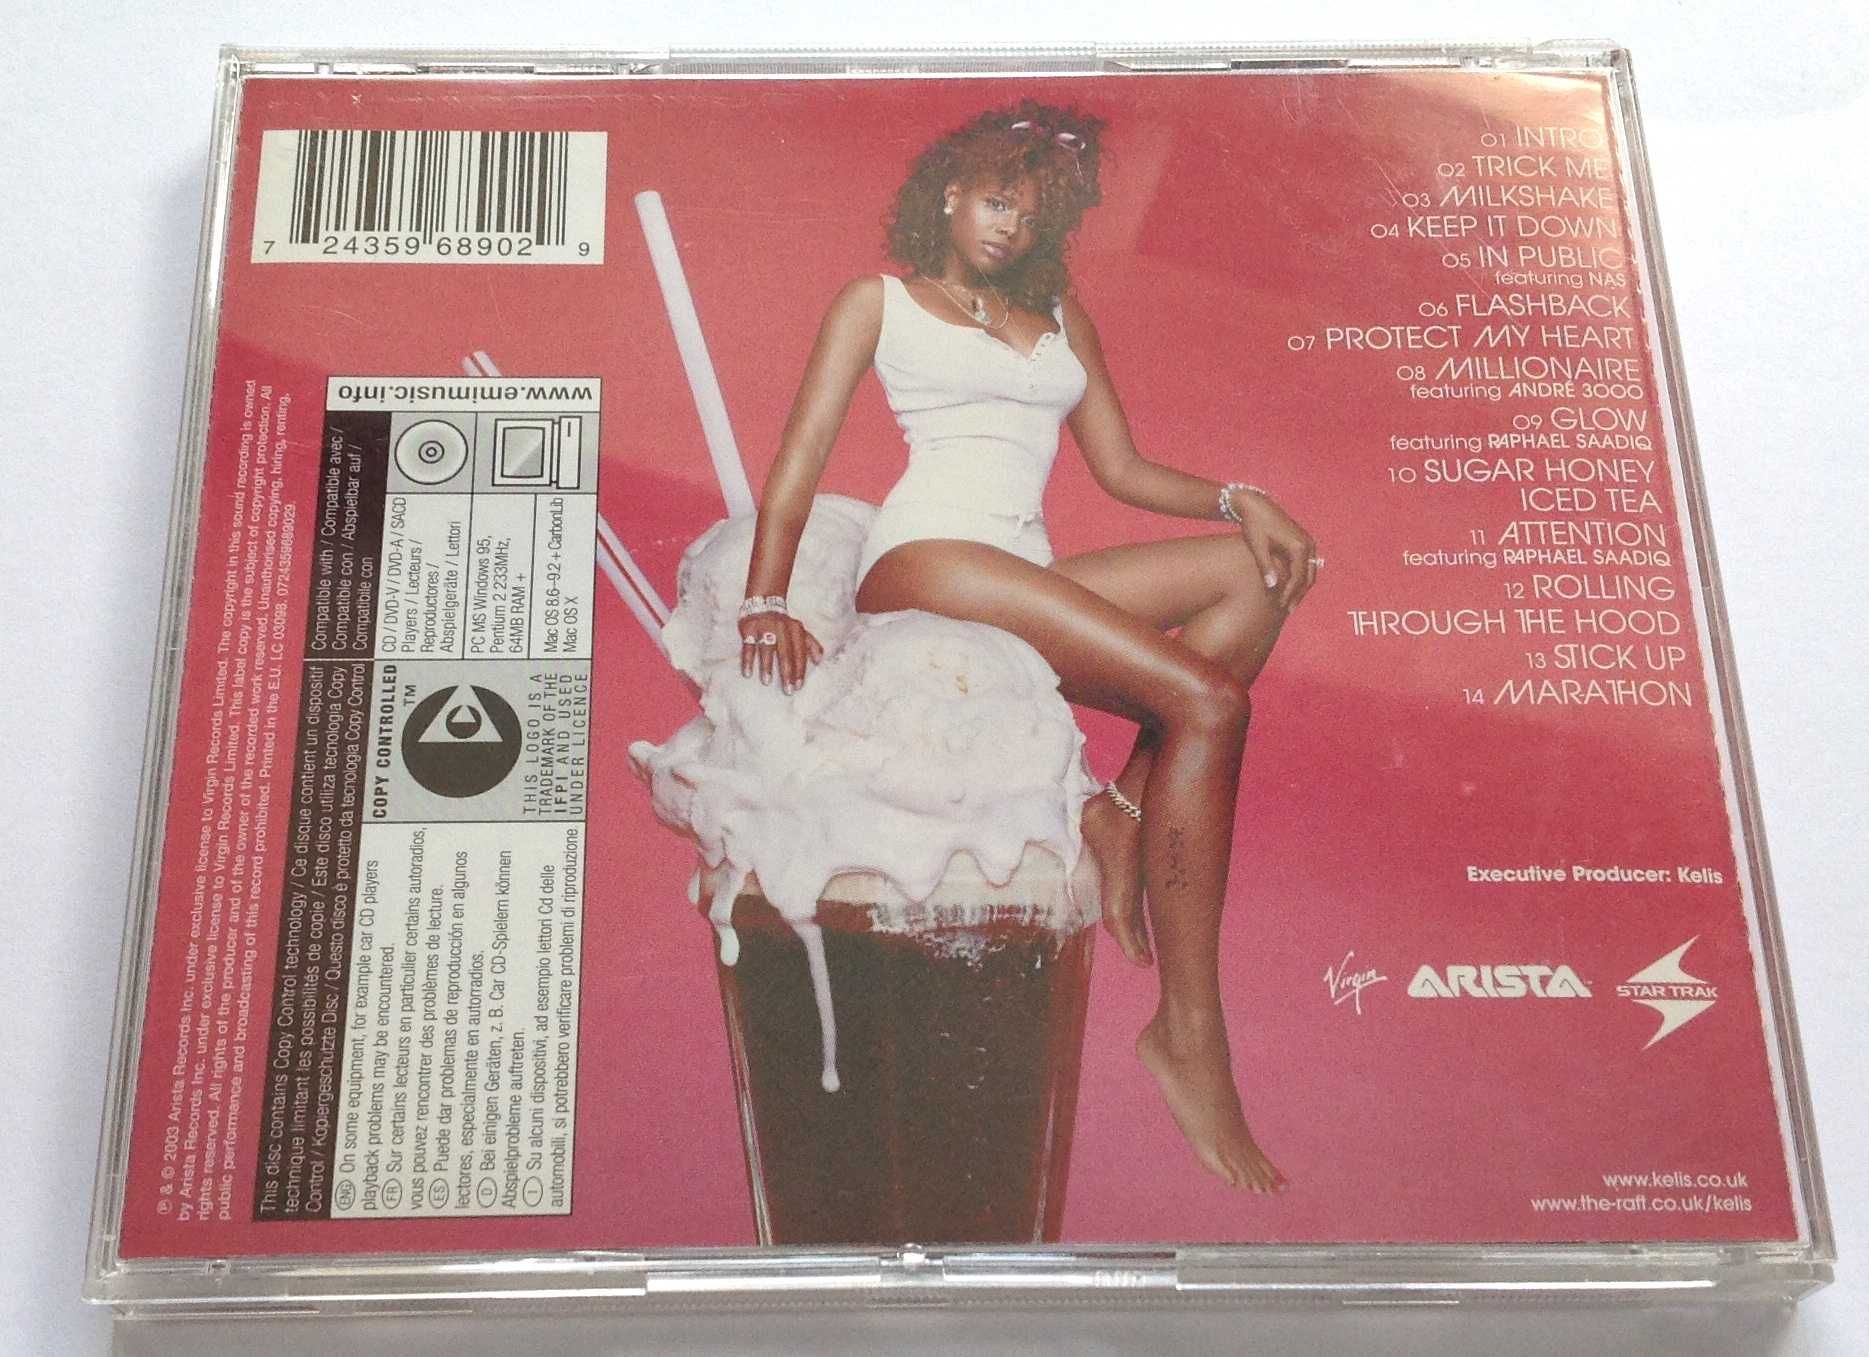 7 24359 68902 9
01 INTRO
02 TRICK ME
03 MILKSHAKE
04 KEEP IT DOWN
05 IN PUBLIC
featuring NAS
06 FLASHBACK
07 PROTECT MY HEART
08 MILLIONAIRE
featuring ANDRÉ 3000
09 GLOW
featuring RAPHAEL SAADIQ
10 SUGAR HONEY
ICED TEA
11 ATTENTION
featuring RAPHAEL SAADIQ
12 ROLLING
THROUGH THE HOOD
13 STICK UP
14 MARATHON
Executive Producer: Kelis
Virgin ARISTA STAR TRAK
www.kelis.co.uk
www.the-raft.co.uk/kelis
℗ & © 2003 Arista Records Inc. under exclusive license to Virgin Records Limited. The copyright in this sound recording is owned
by Arista Records Inc. under exclusive license to Virgin Records Limited. This label copy is the subject of copyright protection. All
rights reserved. All rights of the producer and of the owner of the recorded work reserved. Unauthorised copying, hiring, renting,
public performance and broadcasting of this record prohibited. Printed in the E.U. LC 03098. 0724359689029.
This disc contains Copy Control technology / Ce disque contient un dispositif
technique limitant les possibilités de copie / Este disco utiliza tecnologia Copy
Control / Kopiergeschützte Disc / Questo disco è protetto da tecnologia Copy Control
Compatible with / Compatible avec /
Compatible con / Abspielbar auf /
Compatibile con
ENG On some equipment, for example car CD players
playback problems may be encountered.
FR Sur certains lecteurs en particulier certains autoradios,
vous pouvez rencontrer des problèmes de lecture.
ES Puede dar problemas de reproducción en algunos
lectores, especialmente en autorradios.
D Bei einigen Geräten, z. B. Car CD-Spielern können
Abspielprobleme auftreten.
I Su alcuni dispositivi, ad esempio lettori Cd delle
automobili, si potrebbero verificare problemi di riproduzione
COPY CONTROLLED
TM
C
THIS LOGO IS A
TRADEMARK OF THE
IFPI AND USED
UNDER LICENCE
CD / DVD-V / DVD-A / SACD
Players / Lecteurs /
Reproductores /
Abspielgeräte / Lettori
PC MS Windows 95,
Pentium 2 233MHz,
64MB RAM +
Mac OS 8.6–9.2 + CarbonLib
Mac OS X
www.emimusic.info